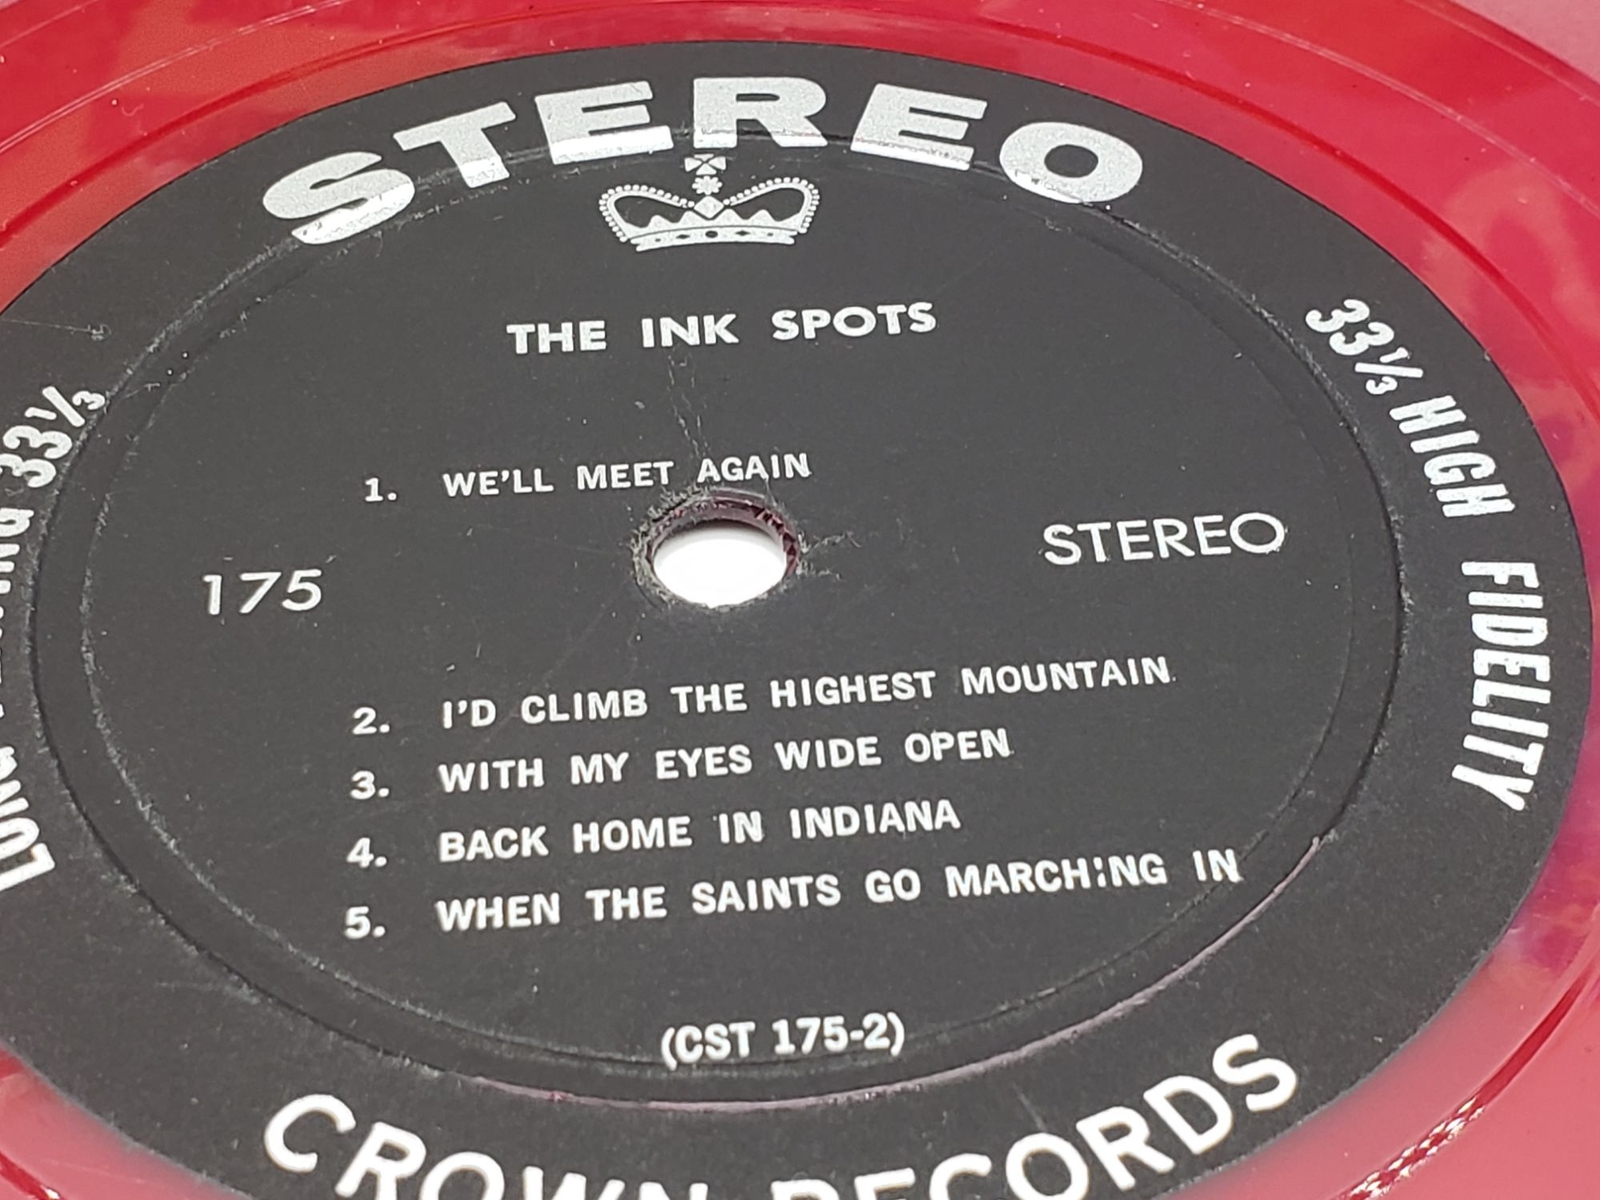 STEREO
THE INK SPOTS
1. WE'LL MEET AGAIN
175
STEREO
2. I'D CLIMB THE HIGHEST MOUNTAIN
3. WITH MY EYES WIDE OPEN
4. BACK HOME IN INDIANA
5. WHEN THE SAINTS GO MARCHING IN
(CST 175-2)
CROWN RECORDS
LONG 33⅓
33⅓ HIGH FIDELITY